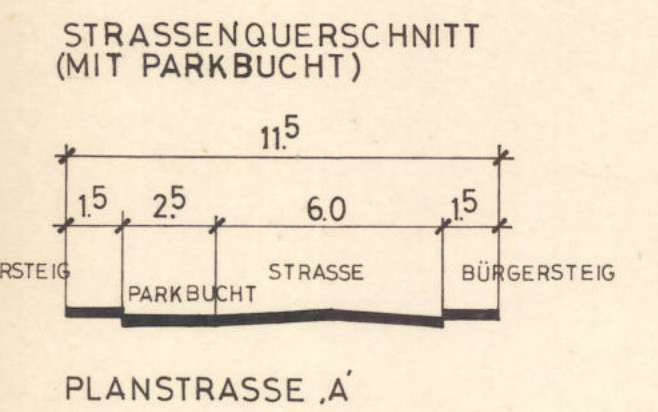 STRASSENQUERSCHNITT
(MIT PARKBUCHT)
11.5
1.5 2.5 6.0 1.5
RSTEIG STRASSE BÜRGERSTEIG
PARKBUCHT
PLANSTRASSE ‚A'